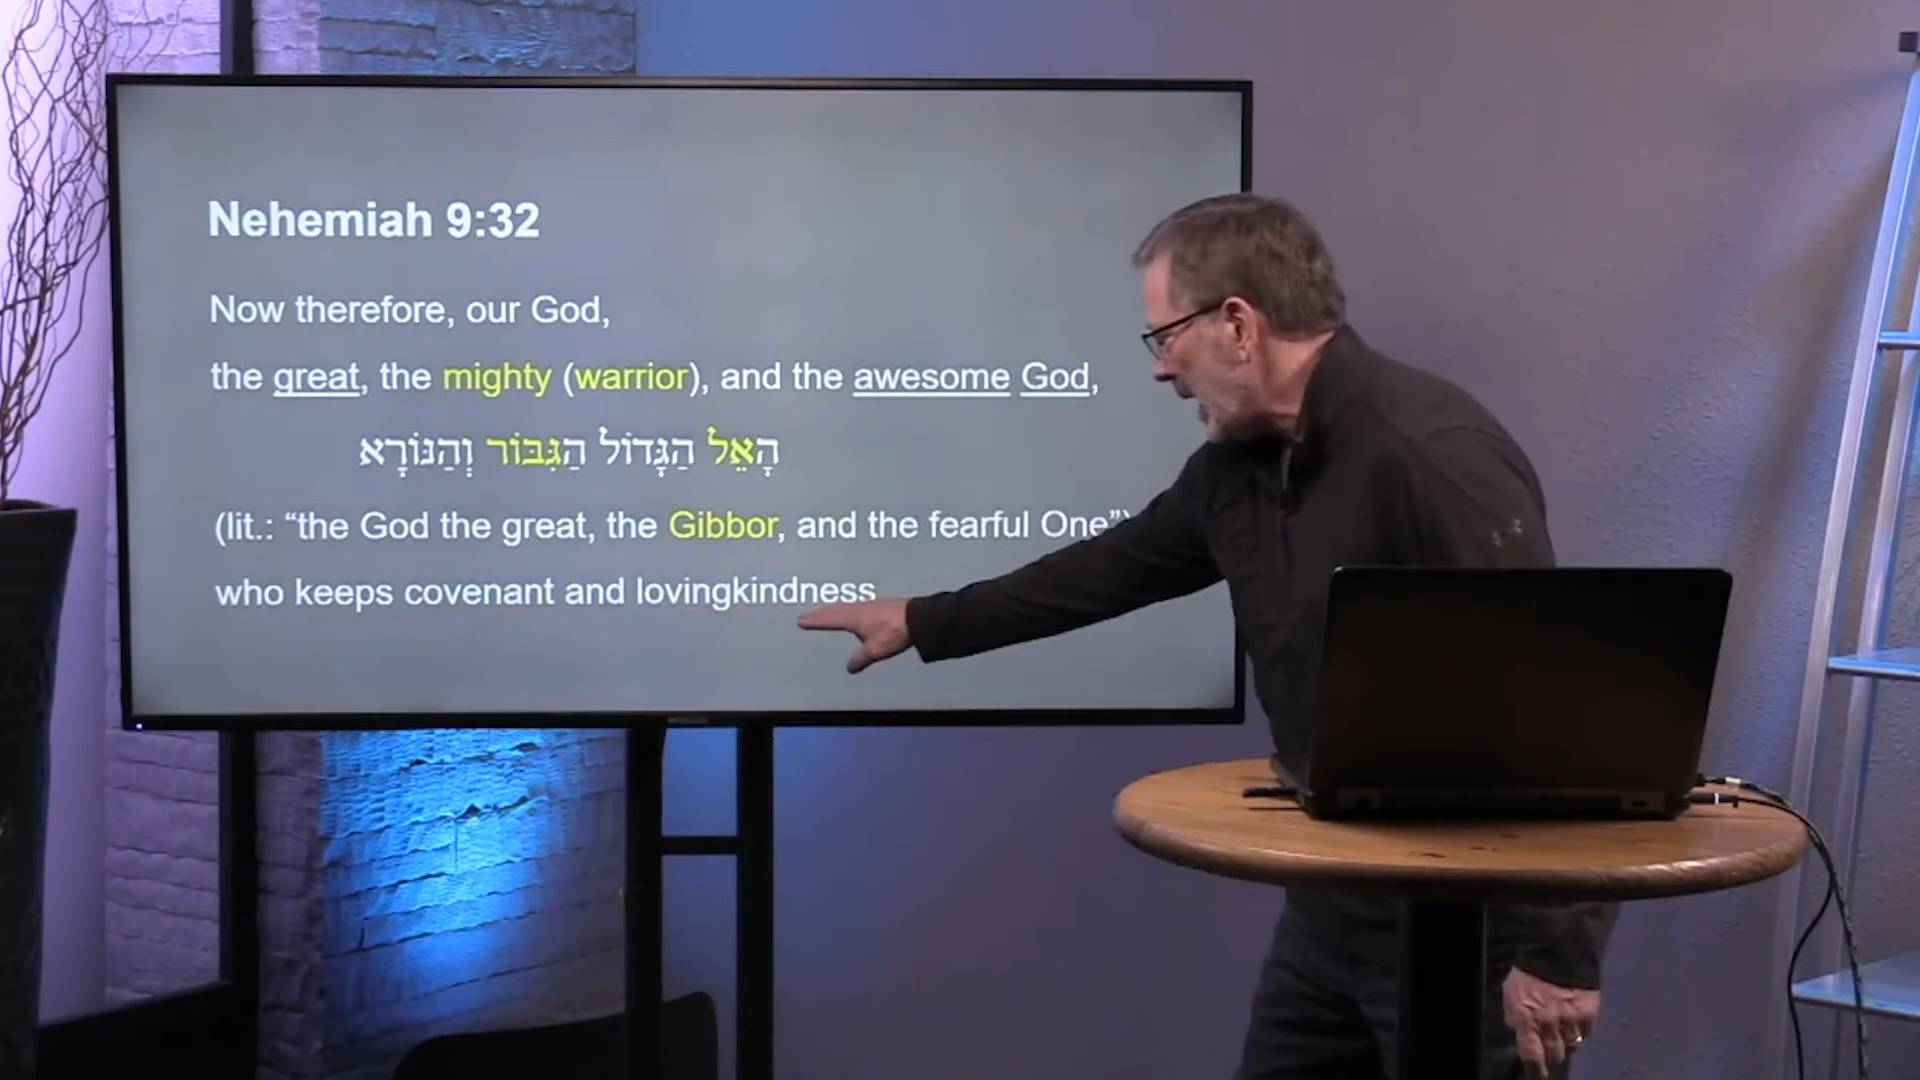 Nehemiah 9:32
Now therefore, our God,
the great, the mighty (warrior), and the awesome God,
הָאֵל הַגָּדוֹל הַגִּבּוֹר וְהַנּוֹרָא
(lit.: “the God the great, the Gibbor, and the fearful One”)
who keeps covenant and lovingkindness